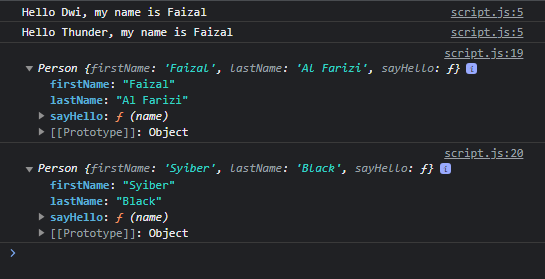 Hello Dwi, my name is Faizal script.js:5
Hello Thunder, my name is Faizal script.js:5
script.js:19
▼ Person {firstName: 'Faizal', lastName: 'Al Farizi', sayHello: ƒ} i
firstName: "Faizal"
lastName: "Al Farizi"
▶ sayHello: ƒ (name)
▶ [[Prototype]]: Object
script.js:20
▼ Person {firstName: 'Syiber', lastName: 'Black', sayHello: ƒ} i
firstName: "Syiber"
lastName: "Black"
▶ sayHello: ƒ (name)
▶ [[Prototype]]: Object
>